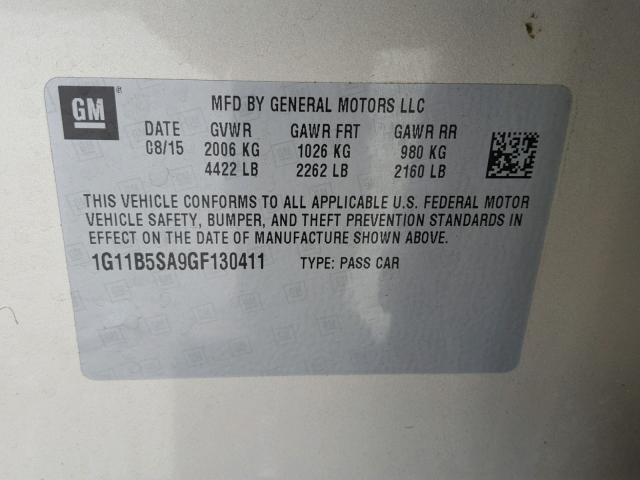 GM
MFD BY GENERAL MOTORS LLC
DATE GVWR GAWR FRT GAWR RR
08/15 2006 KG 1026 KG 980 KG
4422 LB 2262 LB 2160 LB
THIS VEHICLE CONFORMS TO ALL APPLICABLE U.S. FEDERAL MOTOR
VEHICLE SAFETY, BUMPER, AND THEFT PREVENTION STANDARDS IN
EFFECT ON THE DATE OF MANUFACTURE SHOWN ABOVE.
1G11B5SA9GF130411 TYPE: PASS CAR